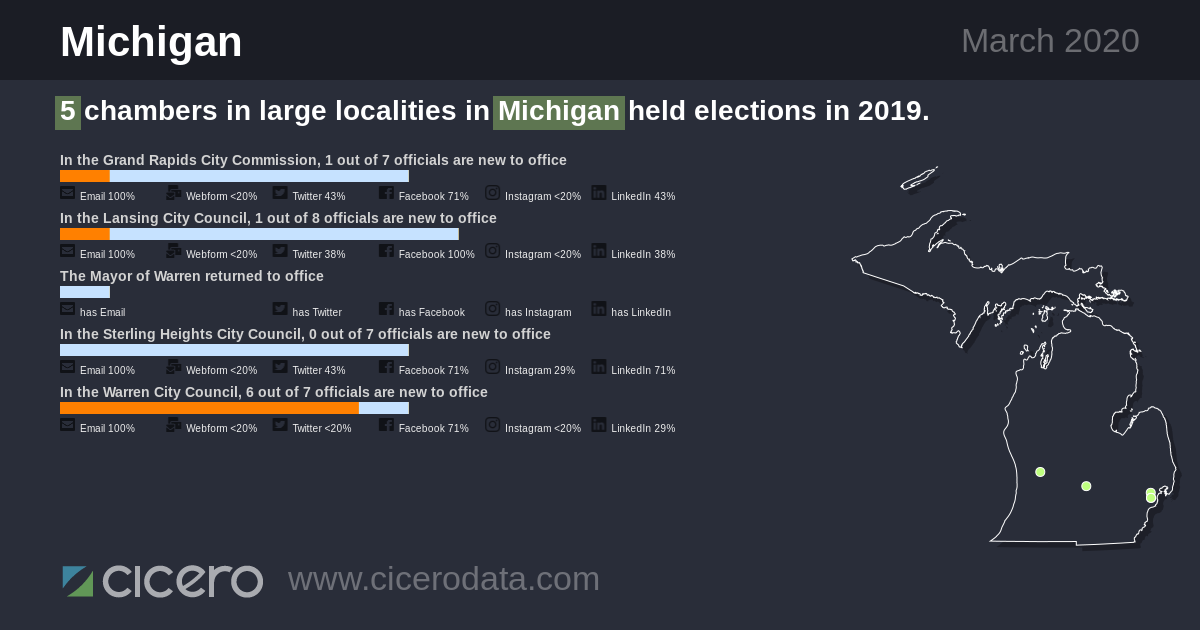 Michigan
March 2020
5 chambers in large localities in Michigan held elections in 2019.
In the Grand Rapids City Commission, 1 out of 7 officials are new to office
Email 100% Webform <20% Twitter 43% Facebook 71% Instagram <20% LinkedIn 43%
In the Lansing City Council, 1 out of 8 officials are new to office
Email 100% Webform <20% Twitter 38% Facebook 100% Instagram <20% LinkedIn 38%
The Mayor of Warren returned to office
has Email has Twitter has Facebook has Instagram has LinkedIn
In the Sterling Heights City Council, 0 out of 7 officials are new to office
Email 100% Webform <20% Twitter 43% Facebook 71% Instagram 29% LinkedIn 71%
In the Warren City Council, 6 out of 7 officials are new to office
Email 100% Webform <20% Twitter <20% Facebook 71% Instagram <20% LinkedIn 29%
cicero www.cicerodata.com